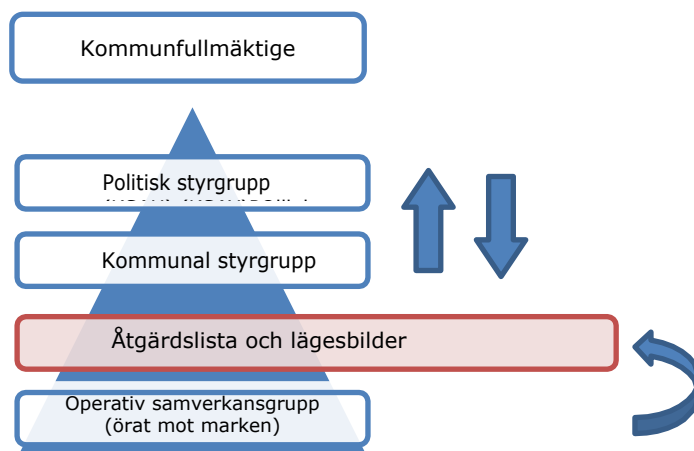 Kommunfullmäktige
Politisk styrgrupp
Kommunal styrgrupp
Åtgärdslista och lägesbilder
Operativ samverkansgrupp
(örat mot marken)